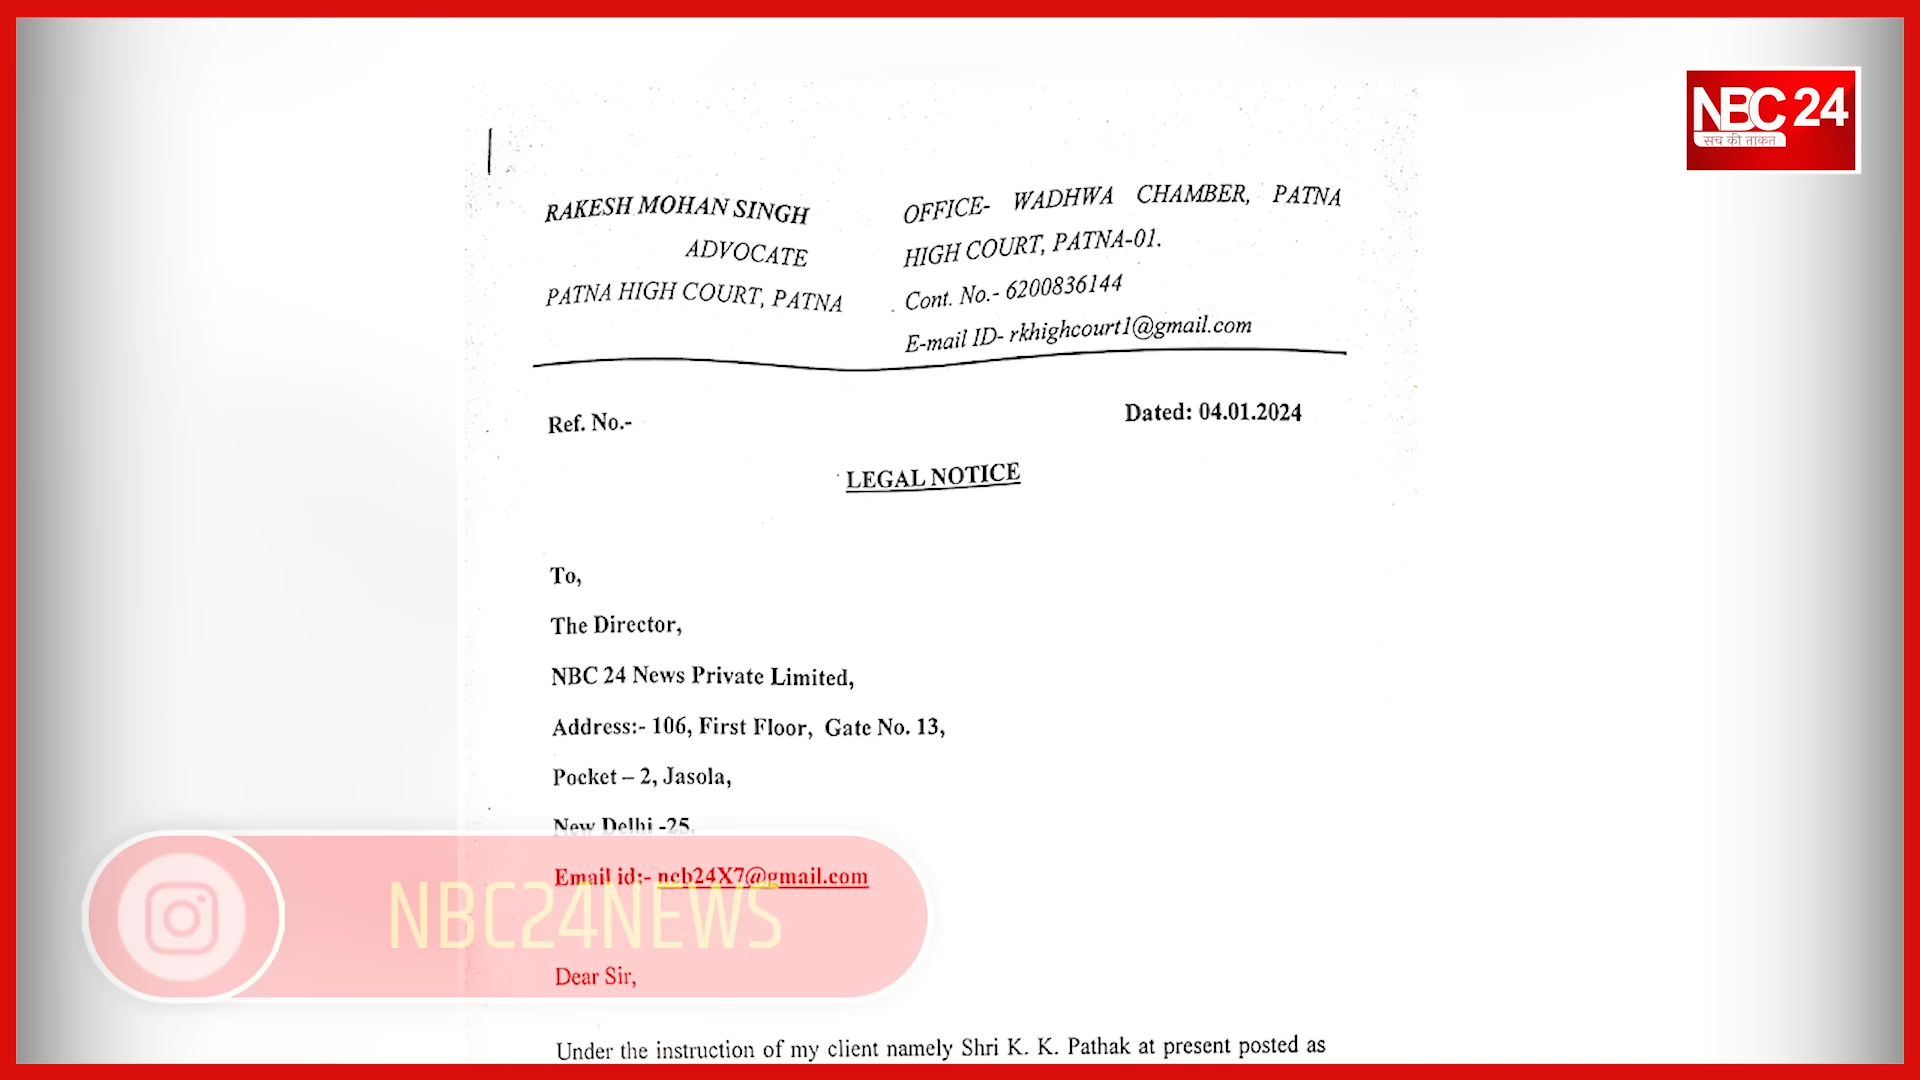 NBC 24
सच की ताकत
RAKESH MOHAN SINGH
ADVOCATE
PATNA HIGH COURT, PATNA
OFFICE- WADHWA CHAMBER, PATNA
HIGH COURT, PATNA-01.
Cont. No.- 6200836144
E-mail ID- rkhighcourt1@gmail.com
Ref. No.-
Dated: 04.01.2024
LEGAL NOTICE
To,
The Director,
NBC 24 News Private Limited,
Address:- 106, First Floor, Gate No. 13,
Pocket – 2, Jasola,
New Delhi -25.
Email id:- ncb24X7@gmail.com
NBC24NEWS
Dear Sir,
Under the instruction of my client namely Shri K. K. Pathak at present posted as